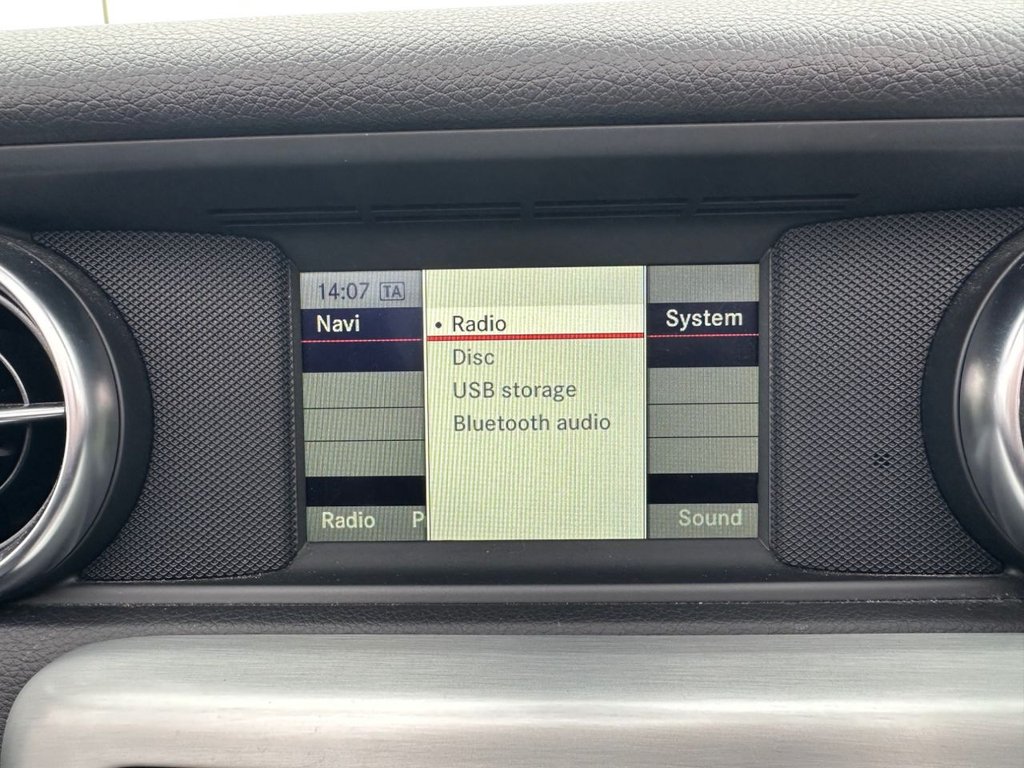 14:07 TA
Navi
• Radio
System
Disc
USB storage
Bluetooth audio
Radio P
Sound